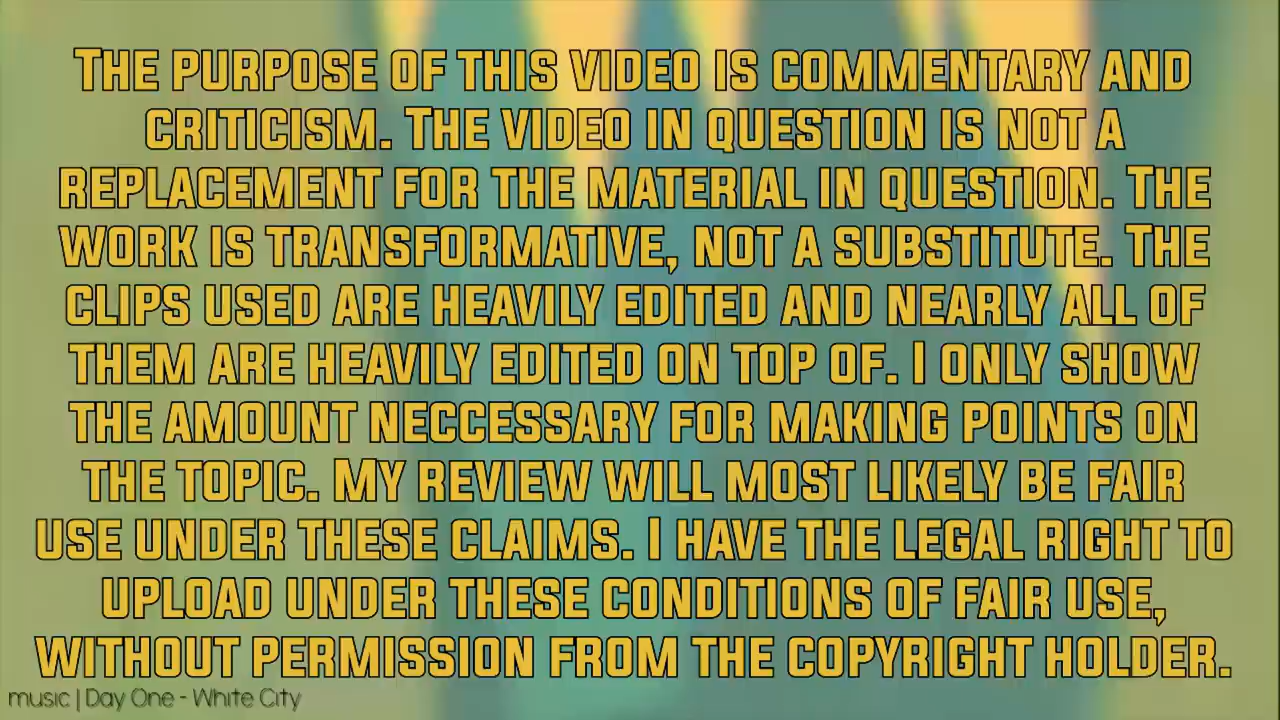 The purpose of this video is commentary and
criticism. The video in question is not a
replacement for the material in question. The
work is transformative, not a substitute. The
clips used are heavily edited and nearly all of
them are heavily edited on top of. I only show
the amount neccessary for making points on
the topic. My review will most likely be fair
use under these claims. I have the legal right to
upload under these conditions of fair use,
without permission from the copyright holder.
music | Day One - White City